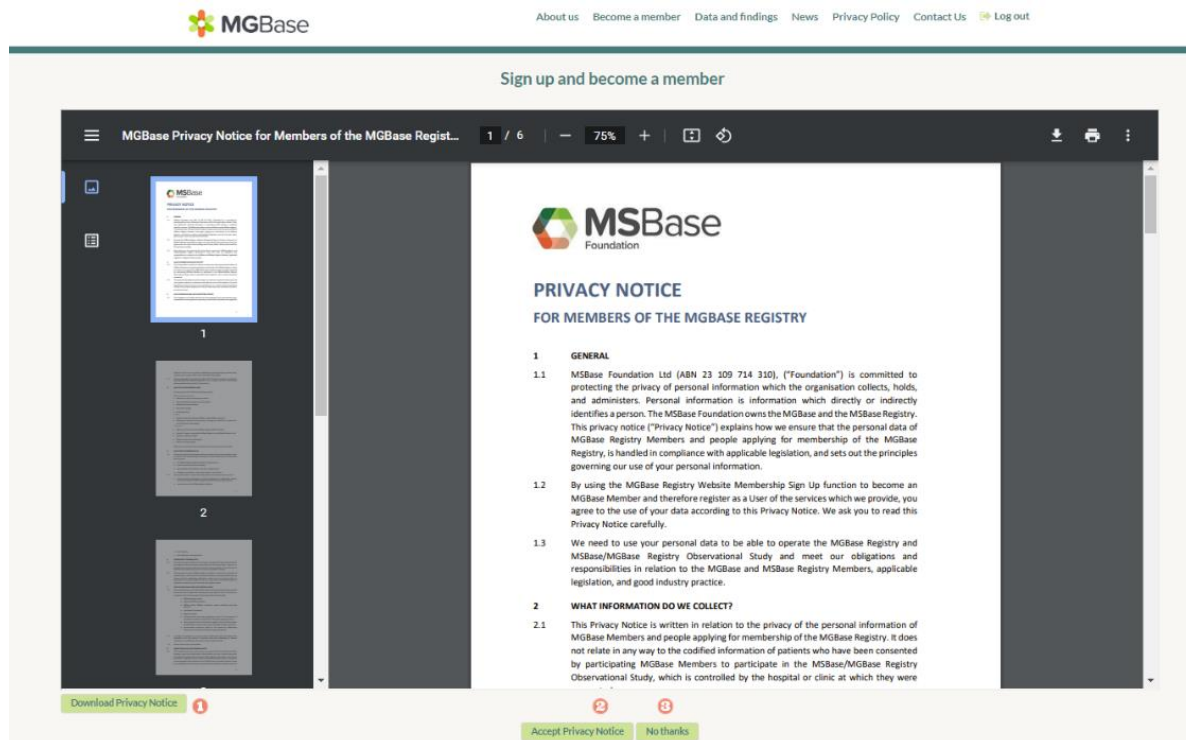 MGBase
About us Become a member Data and findings News Privacy Policy Contact Us Log out
Sign up and become a member
MGBase Privacy Notice for Members of the MGBase Regist... 1 / 6 75%
MSBase
PRIVACY NOTICE
1
2
MSBase
Foundation
PRIVACY NOTICE
FOR MEMBERS OF THE MGBASE REGISTRY
1 GENERAL
1.1 MSBase Foundation Ltd (ABN 23 109 714 310), ("Foundation") is committed to
protecting the privacy of personal information which the organisation collects, holds,
and administers. Personal information is information which directly or indirectly
identifies a person. The MSBase Foundation owns the MGBase and the MSBase Registry.
This privacy notice ("Privacy Notice") explains how we ensure that the personal data of
MGBase Registry Members and people applying for membership of the MGBase
Registry, is handled in compliance with applicable legislation, and sets out the principles
governing our use of your personal information.
1.2 By using the MGBase Registry Website Membership Sign Up function to become an
MGBase Member and therefore register as a User of the services which we provide, you
agree to the use of your data according to this Privacy Notice. We ask you to read this
Privacy Notice carefully.
1.3 We need to use your personal data to be able to operate the MGBase Registry and
MSBase/MGBase Registry Observational Study and meet our obligations and
responsibilities in relation to the MGBase and MSBase Registry Members, applicable
legislation, and good industry practice.
2 WHAT INFORMATION DO WE COLLECT?
2.1 This Privacy Notice is written in relation to the privacy of the personal information of
MGBase Members and people applying for membership of the MGBase Registry. It does
not relate in any way to the codified information of patients who have been consented
by participating MGBase Members to participate in the MSBase/MGBase Registry
Observational Study, which is controlled by the hospital or clinic at which they were
Download Privacy Notice 1
2 3
Accept Privacy Notice No thanks